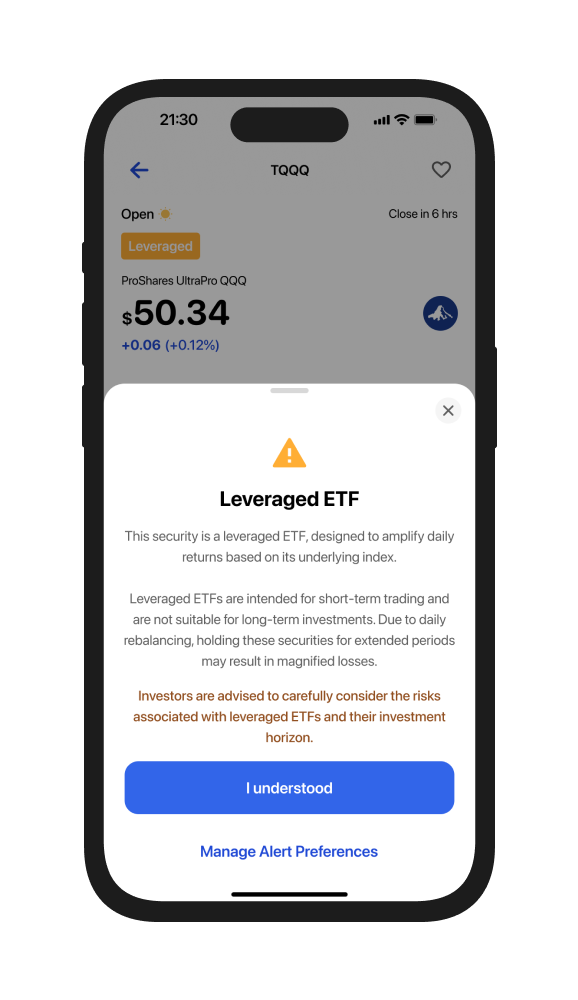 21:30
TQQQ
Open
Close in 6 hrs
Leveraged
ProShares UltraPro QQQ
$50.34
+0.06 (+0.12%)
Leveraged ETF
This security is a leveraged ETF, designed to amplify daily
returns based on its underlying index.
Leveraged ETFs are intended for short-term trading and
are not suitable for long-term investments. Due to daily
rebalancing, holding these securities for extended periods
may result in magnified losses.
Investors are advised to carefully consider the risks
associated with leveraged ETFs and their investment
horizon.
I understood
Manage Alert Preferences